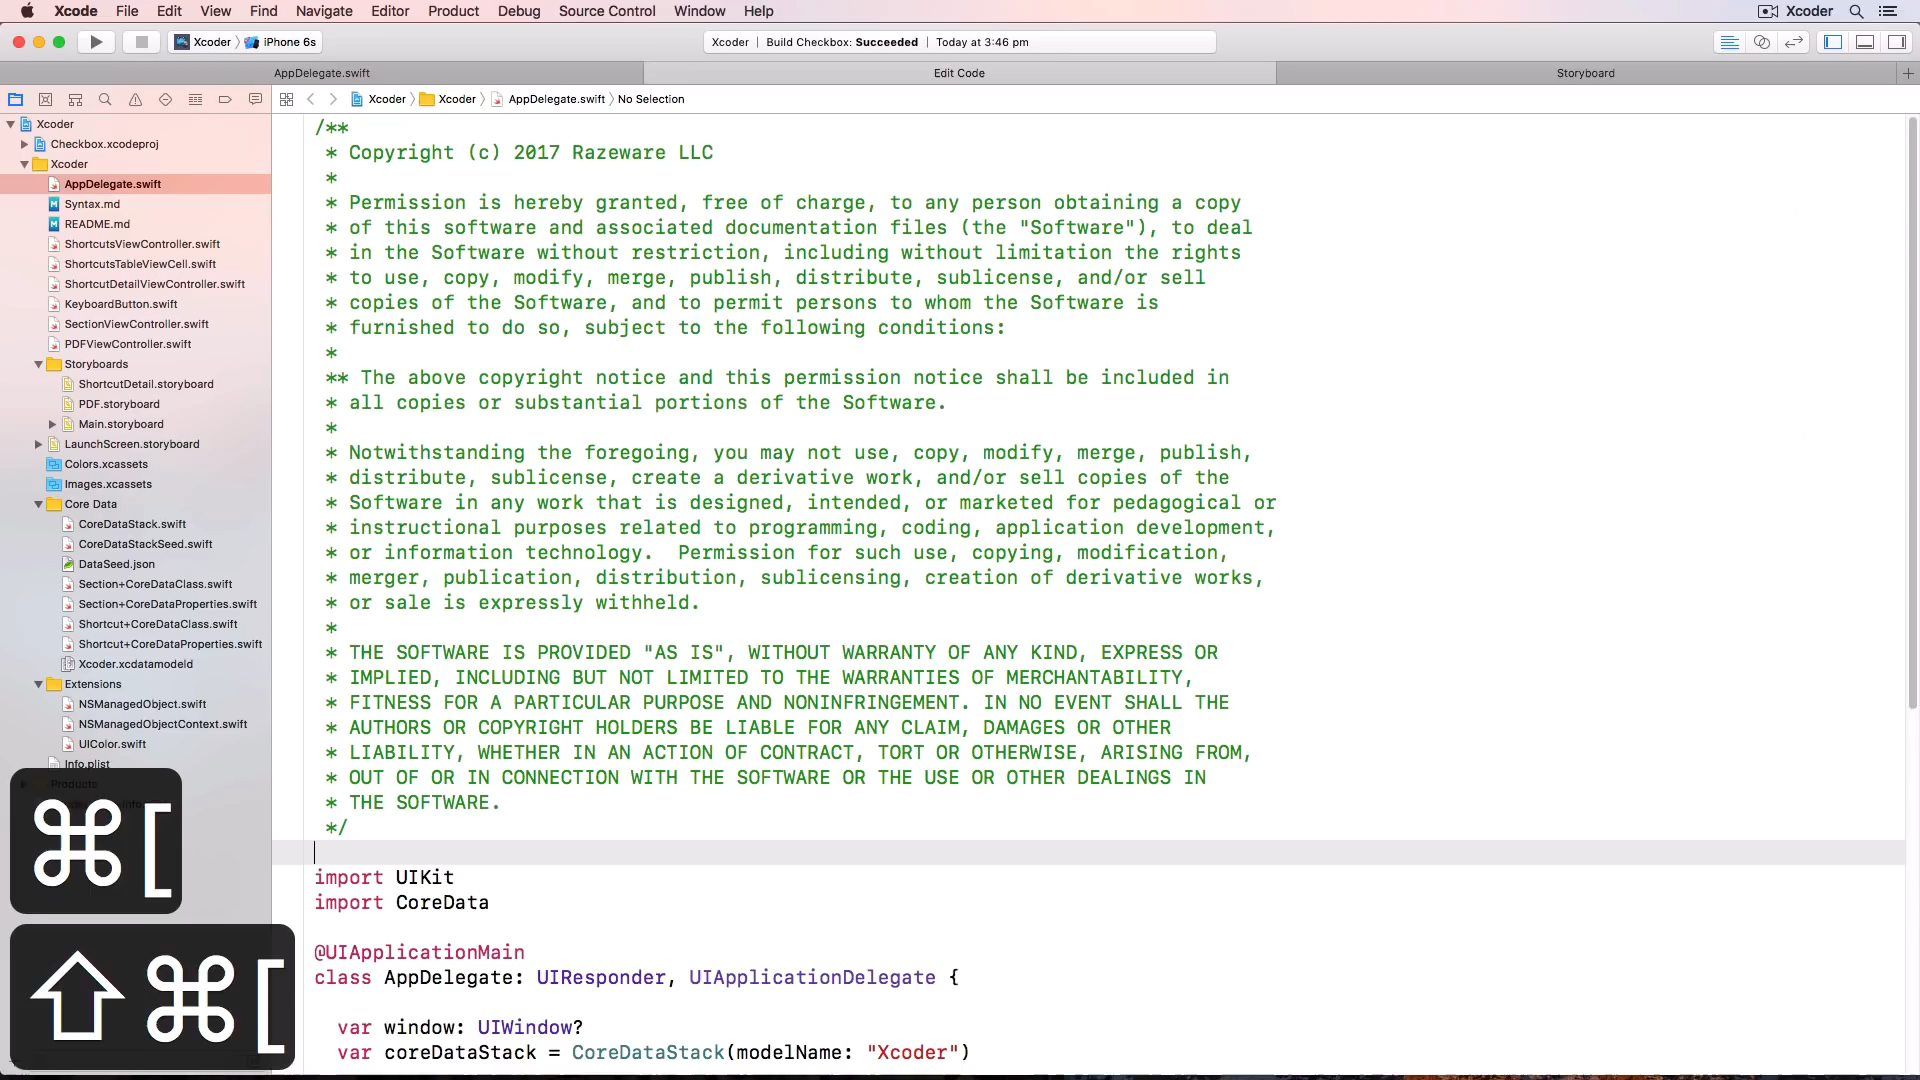 Xcode File Edit View Find Navigate Editor Product Debug Source Control Window Help Xcoder
Xcoder iPhone 6s Xcoder Build Checkbox: Succeeded Today at 3:46 pm
AppDelegate.swift Edit Code Storyboard
Xcoder Xcoder AppDelegate.swift No Selection
Xcoder
Checkbox.xcodeproj
Xcoder
AppDelegate.swift
Syntax.md
README.md
ShortcutsViewController.swift
ShortcutsTableViewCell.swift
ShortcutDetailViewController.swift
KeyboardButton.swift
SectionViewController.swift
PDFViewController.swift
Storyboards
ShortcutDetail.storyboard
PDF.storyboard
Main.storyboard
LaunchScreen.storyboard
Colors.xcassets
Images.xcassets
Core Data
CoreDataStack.swift
CoreDataStackSeed.swift
DataSeed.json
Section+CoreDataClass.swift
Section+CoreDataProperties.swift
Shortcut+CoreDataClass.swift
Shortcut+CoreDataProperties.swift
Xcoder.xcdatamodeld
Extensions
NSManagedObject.swift
NSManagedObjectContext.swift
UIColor.swift
Info.plist
Products
⌘[
⇧⌘[
/**
* Copyright (c) 2017 Razeware LLC
*
* Permission is hereby granted, free of charge, to any person obtaining a copy
* of this software and associated documentation files (the "Software"), to deal
* in the Software without restriction, including without limitation the rights
* to use, copy, modify, merge, publish, distribute, sublicense, and/or sell
* copies of the Software, and to permit persons to whom the Software is
* furnished to do so, subject to the following conditions:
*
** The above copyright notice and this permission notice shall be included in
* all copies or substantial portions of the Software.
*
* Notwithstanding the foregoing, you may not use, copy, modify, merge, publish,
* distribute, sublicense, create a derivative work, and/or sell copies of the
* Software in any work that is designed, intended, or marketed for pedagogical or
* instructional purposes related to programming, coding, application development,
* or information technology.  Permission for such use, copying, modification,
* merger, publication, distribution, sublicensing, creation of derivative works,
* or sale is expressly withheld.
*
* THE SOFTWARE IS PROVIDED "AS IS", WITHOUT WARRANTY OF ANY KIND, EXPRESS OR
* IMPLIED, INCLUDING BUT NOT LIMITED TO THE WARRANTIES OF MERCHANTABILITY,
* FITNESS FOR A PARTICULAR PURPOSE AND NONINFRINGEMENT. IN NO EVENT SHALL THE
* AUTHORS OR COPYRIGHT HOLDERS BE LIABLE FOR ANY CLAIM, DAMAGES OR OTHER
* LIABILITY, WHETHER IN AN ACTION OF CONTRACT, TORT OR OTHERWISE, ARISING FROM,
* OUT OF OR IN CONNECTION WITH THE SOFTWARE OR THE USE OR OTHER DEALINGS IN
* THE SOFTWARE.
*/
import UIKit
import CoreData
@UIApplicationMain
class AppDelegate: UIResponder, UIApplicationDelegate {
var window: UIWindow?
var coreDataStack = CoreDataStack(modelName: "Xcoder")